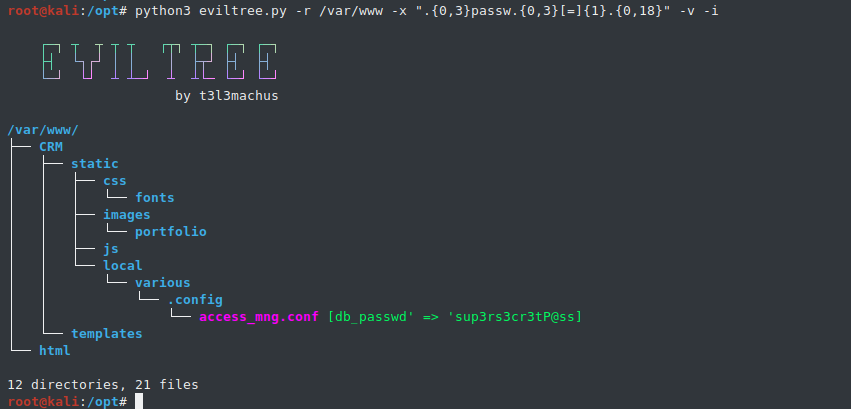 root@kali:/opt# python3 eviltree.py -r /var/www -x ".{0,3}passw.{0,3}[=]{1}.{0,18}" -v -i
EVIL TREE
by t3l3machus
/var/www/
├── CRM
│   ├── static
│   │   ├── css
│   │   │   └── fonts
│   │   ├── images
│   │   │   └── portfolio
│   │   ├── js
│   │   └── local
│   │       └── various
│   │           └── .config
│   │               └── access_mng.conf [db_passwd' => 'sup3rs3cr3tP@ss]
│   └── templates
└── html
12 directories, 21 files
root@kali:/opt#